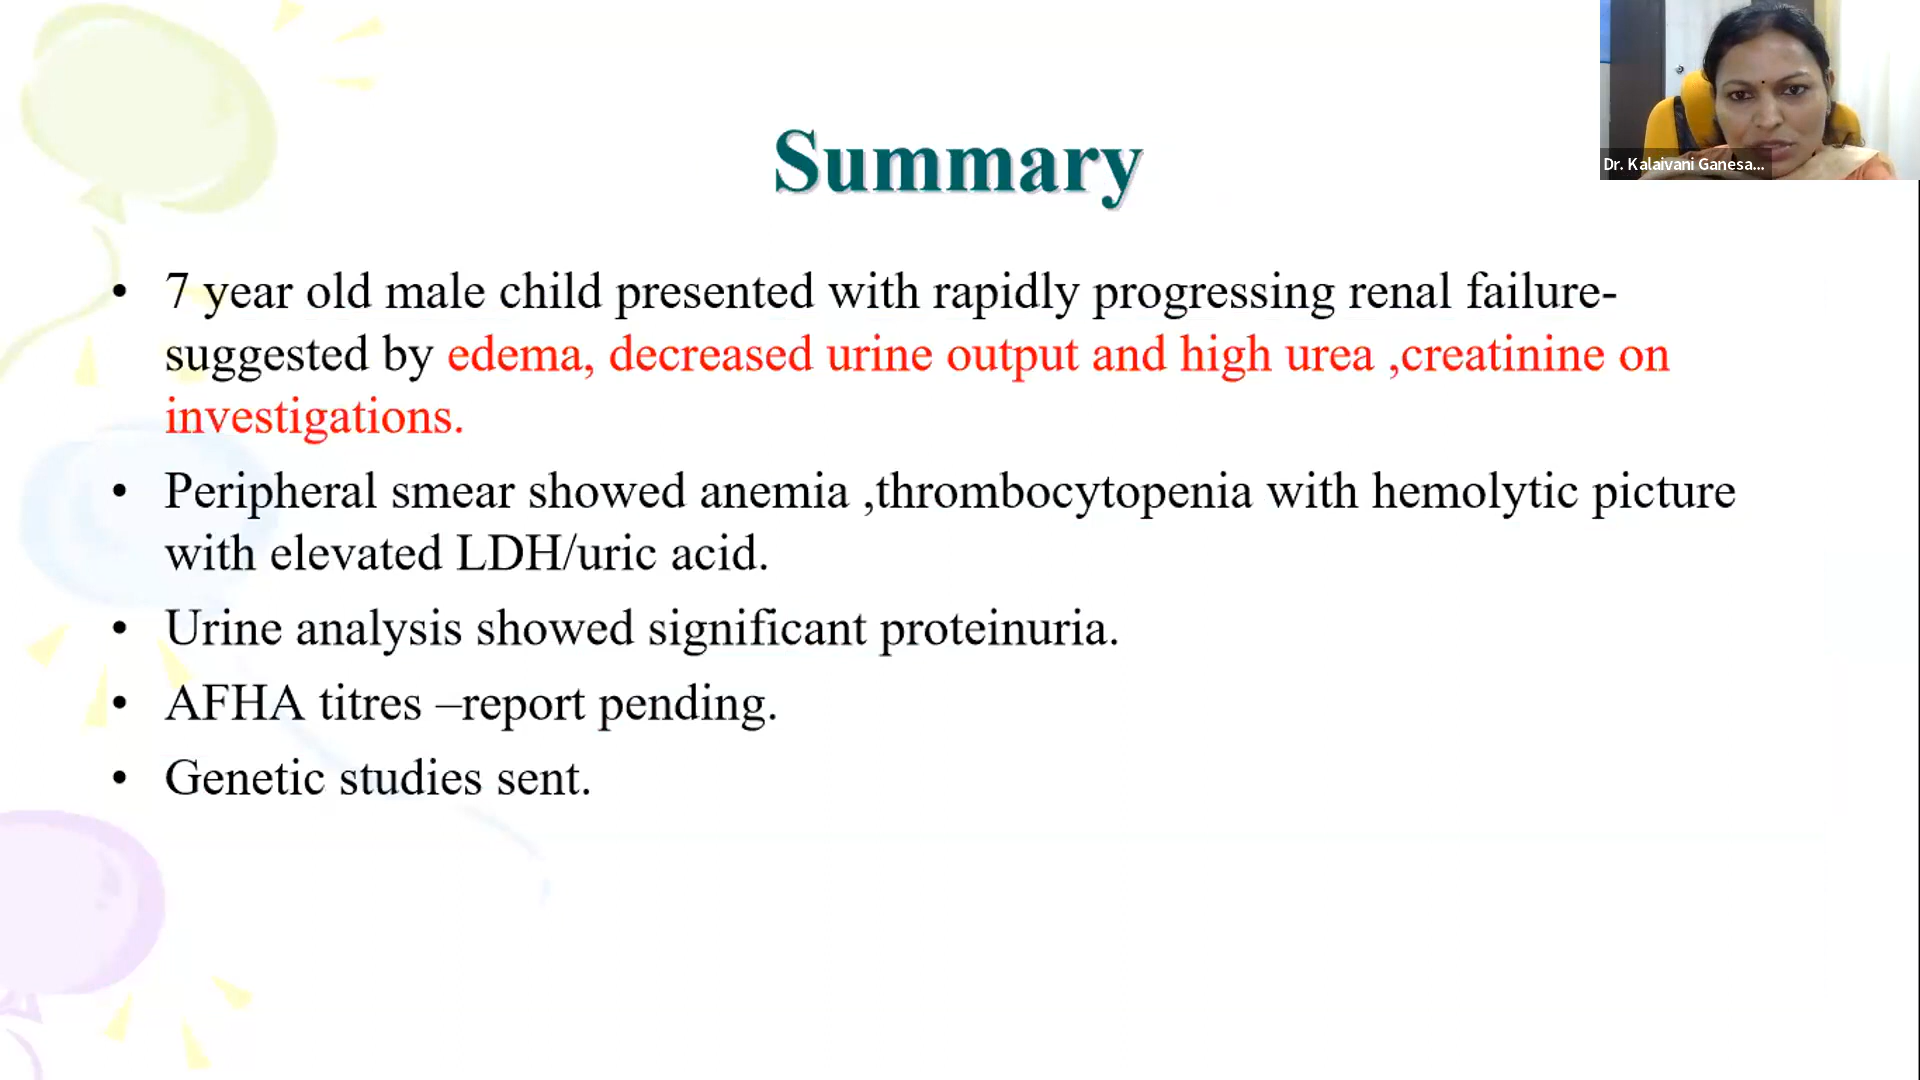 Summary
Dr. Kalaivani Ganesa...
• 7 year old male child presented with rapidly progressing renal failure-
suggested by edema, decreased urine output and high urea ,creatinine on
investigations.
• Peripheral smear showed anemia ,thrombocytopenia with hemolytic picture
with elevated LDH/uric acid.
• Urine analysis showed significant proteinuria.
• AFHA titres –report pending.
• Genetic studies sent.